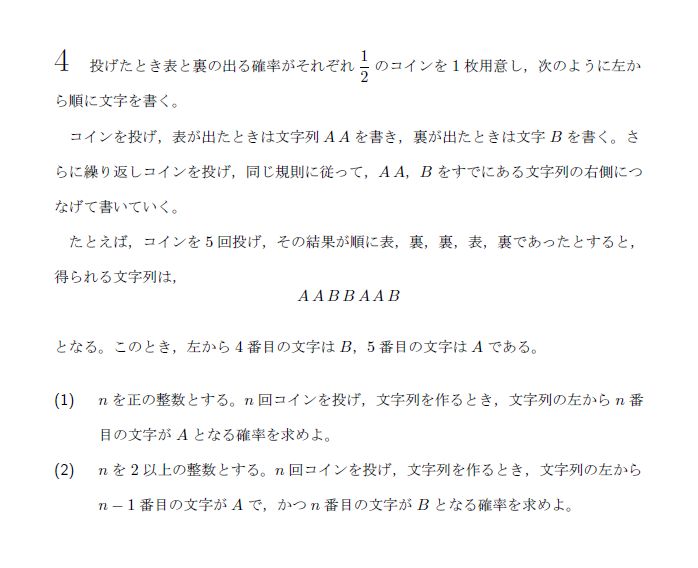 4 投げたとき表と裏の出る確率がそれぞれ 1/2 のコインを 1 枚用意し,次のように左か
ら順に文字を書く。
コインを投げ,表が出たときは文字列 A A を書き,裏が出たときは文字 B を書く。さ
らに繰り返しコインを投げ,同じ規則に従って,A A,B をすでにある文字列の右側につ
なげて書いていく。
たとえば,コインを 5 回投げ,その結果が順に表,裏,裏,表,裏であったとすると,
得られる文字列は,
A A B B A A B
となる。このとき,左から 4 番目の文字は B,5 番目の文字は A である。
(1) n を正の整数とする。n 回コインを投げ,文字列を作るとき,文字列の左から n 番
目の文字が A となる確率を求めよ。
(2) n を 2 以上の整数とする。n 回コインを投げ,文字列を作るとき,文字列の左から
n − 1 番目の文字が A で,かつ n 番目の文字が B となる確率を求めよ。